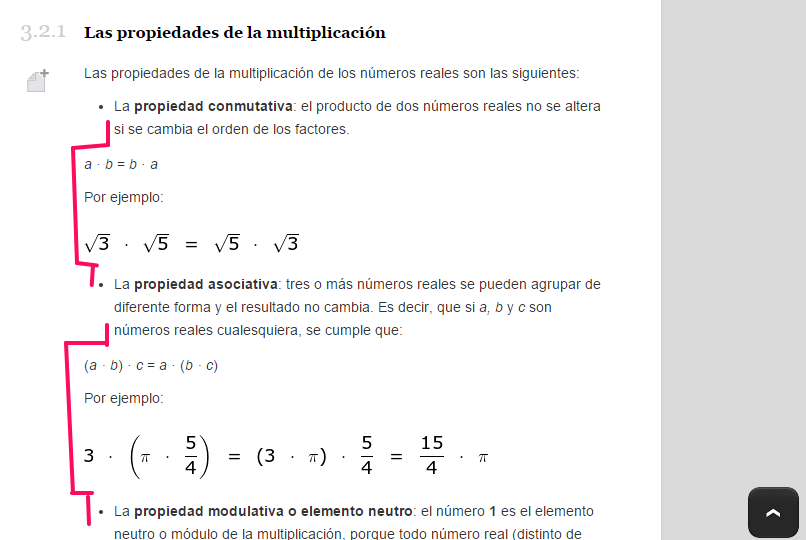 3.2.1 Las propiedades de la multiplicación
Las propiedades de la multiplicación de los números reales son las siguientes:
• La propiedad conmutativa: el producto de dos números reales no se altera
si se cambia el orden de los factores.
a · b = b · a
Por ejemplo:
√3 · √5 = √5 · √3
• La propiedad asociativa: tres o más números reales se pueden agrupar de
diferente forma y el resultado no cambia. Es decir, que si a, b y c son
números reales cualesquiera, se cumple que:
(a · b) · c = a · (b · c)
Por ejemplo:
3 · (π · 5/4) = (3 · π) · 5/4 = 15/4 · π
• La propiedad modulativa o elemento neutro: el número 1 es el elemento
neutro o módulo de la multiplicación, porque todo número real (distinto de